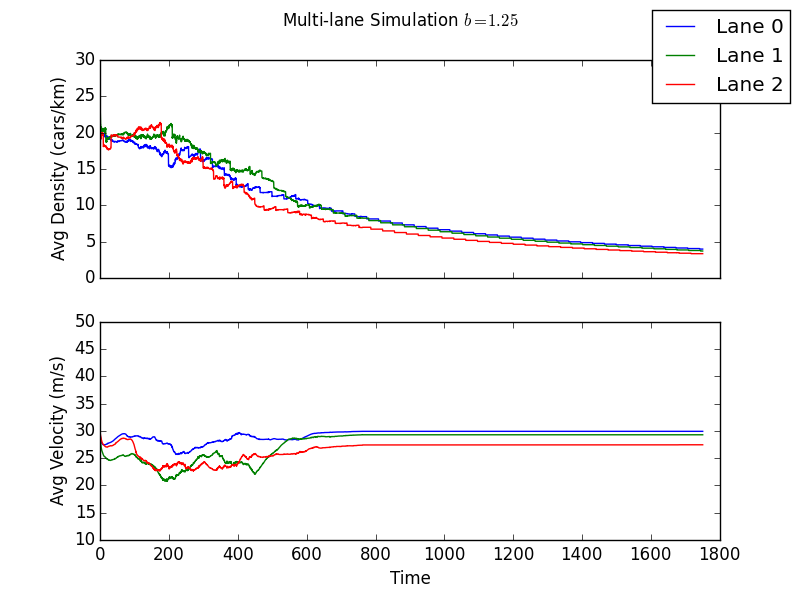 Multi-lane Simulation b = 1.25
Lane 0
Lane 1
Lane 2
30
25
20
15
10
5
0
Avg Density (cars/km)
50
45
40
35
30
25
20
15
10
Avg Velocity (m/s)
0 200 400 600 800 1000 1200 1400 1600 1800
Time